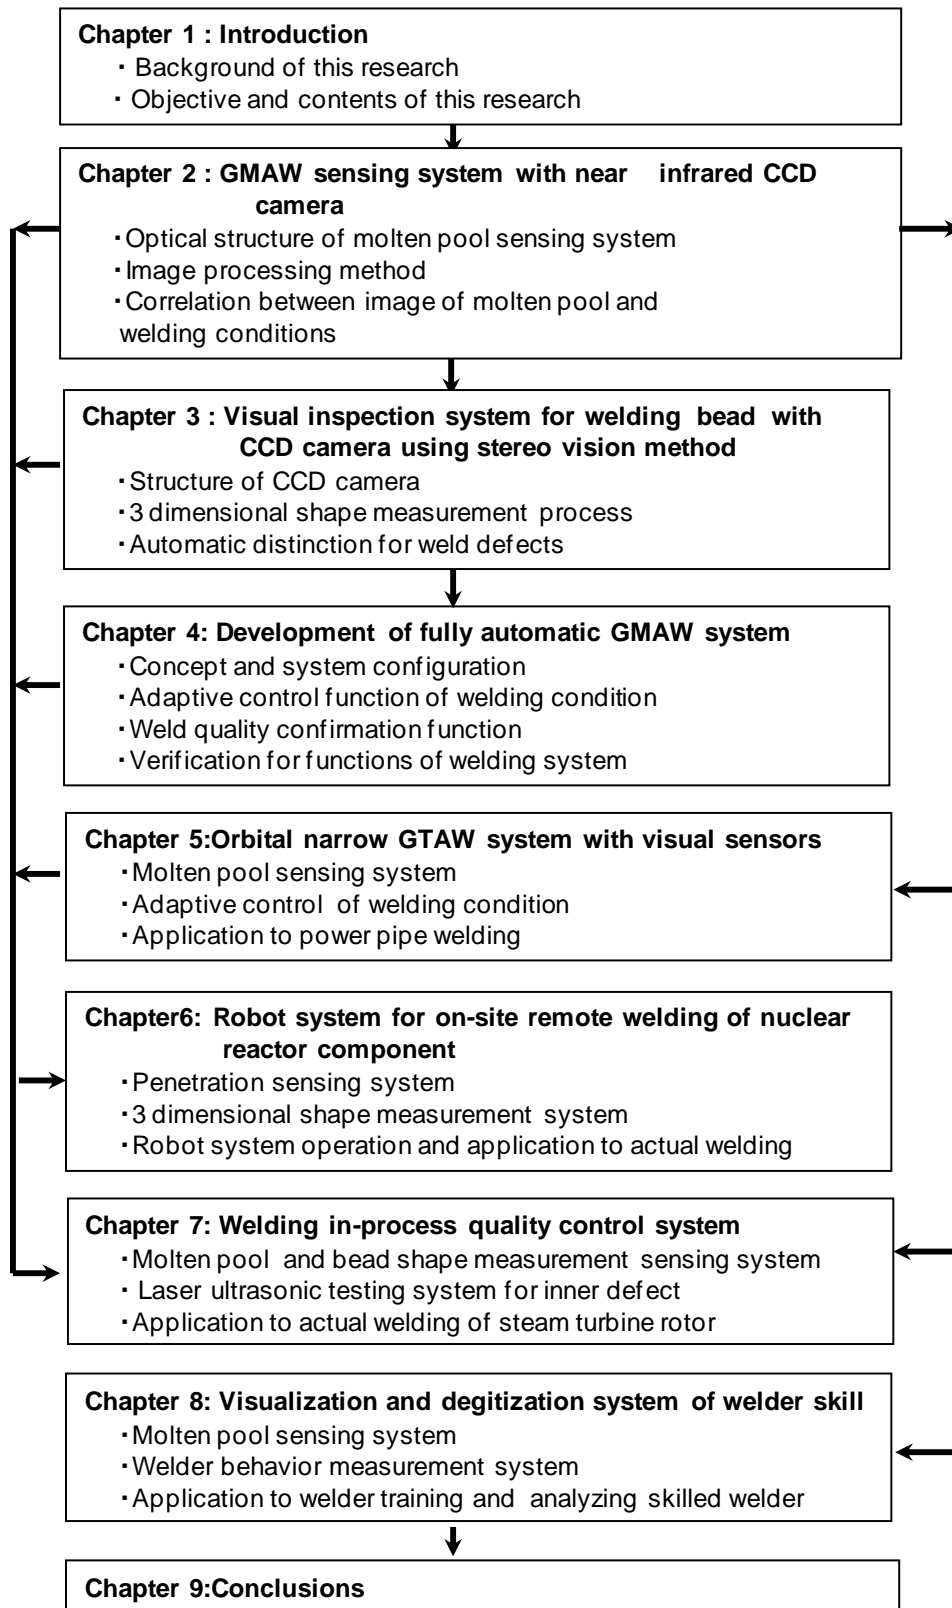 Chapter 1 : Introduction
・Background of this research
・Objective and contents of this research
Chapter 2 : GMAW sensing system with near infrared CCD
camera
・Optical structure of molten pool sensing system
・Image processing method
・Correlation between image of molten pool and
welding conditions
Chapter 3 : Visual inspection system for welding bead with
CCD camera using stereo vision method
・Structure of CCD camera
・3 dimensional shape measurement process
・Automatic distinction for weld defects
Chapter 4: Development of fully automatic GMAW system
・Concept and system configuration
・Adaptive control function of welding condition
・Weld quality confirmation function
・Verification for functions of welding system
Chapter 5:Orbital narrow GTAW system with visual sensors
・Molten pool sensing system
・Adaptive control of welding condition
・Application to power pipe welding
Chapter6: Robot system for on-site remote welding of nuclear
reactor component
・Penetration sensing system
・3 dimensional shape measurement system
・Robot system operation and application to actual welding
Chapter 7: Welding in-process quality control system
・Molten pool and bead shape measurement sensing system
・Laser ultrasonic testing system for inner defect
・Application to actual welding of steam turbine rotor
Chapter 8: Visualization and degitization system of welder skill
・Molten pool sensing system
・Welder behavior measurement system
・Application to welder training and analyzing skilled welder
Chapter 9:Conclusions